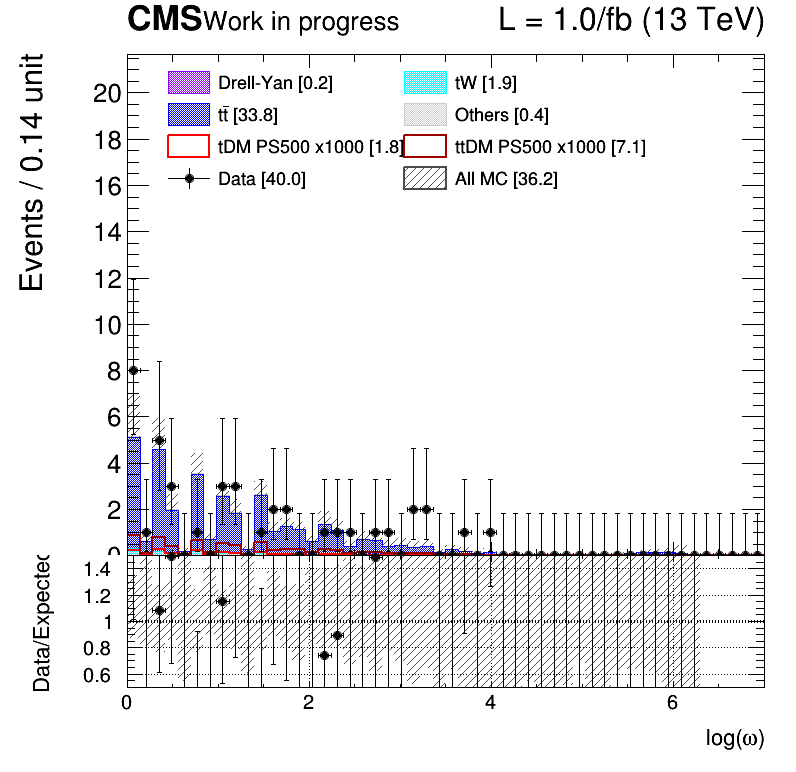 CMS Work in progress L = 1.0/fb (13 TeV)
Drell-Yan [0.2] tW [1.9]
tt̄ [33.8] Others [0.4]
tDM PS500 x1000 [1.8] ttDM PS500 x1000 [7.1]
Data [40.0] All MC [36.2]
Events / 0.14 unit
20
18
16
14
12
10
8
6
4
2
0
Data/Expected
1.4
1.2
1
0.8
0.6
0 2 4 6
log(ω)